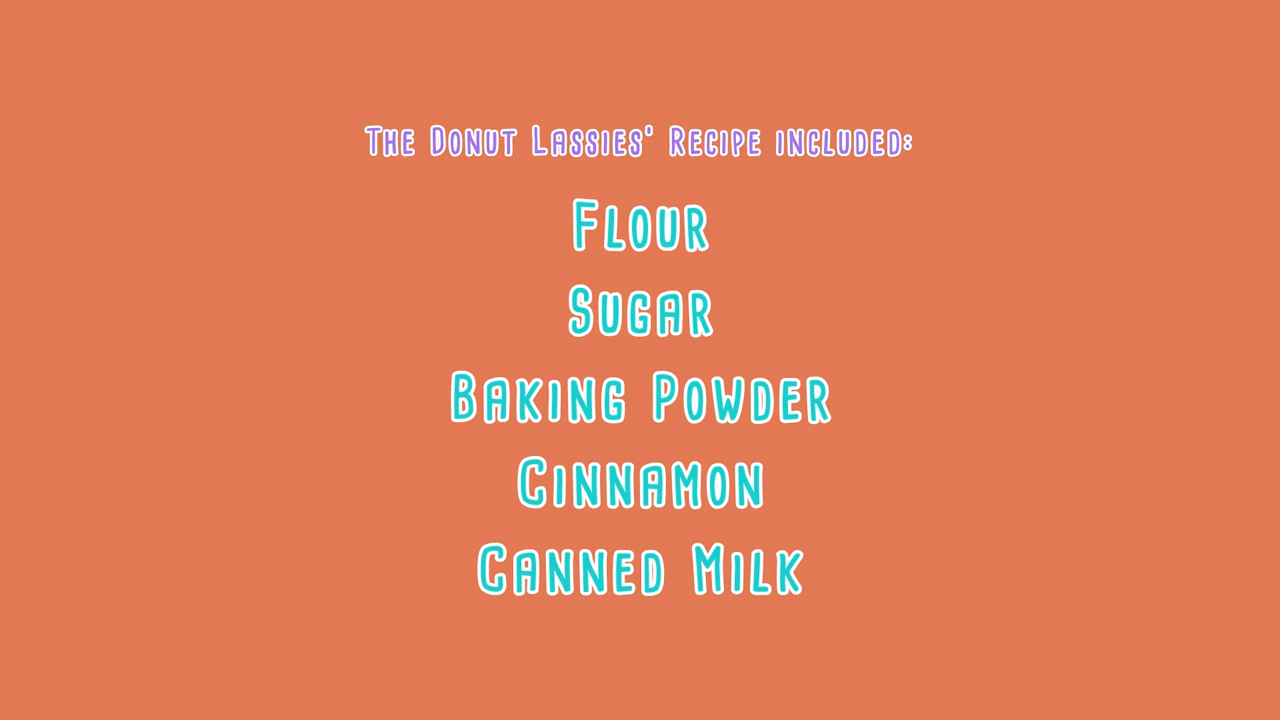 The Donut Lassies' Recipe included:
Flour
Sugar
Baking Powder
Cinnamon
Canned Milk